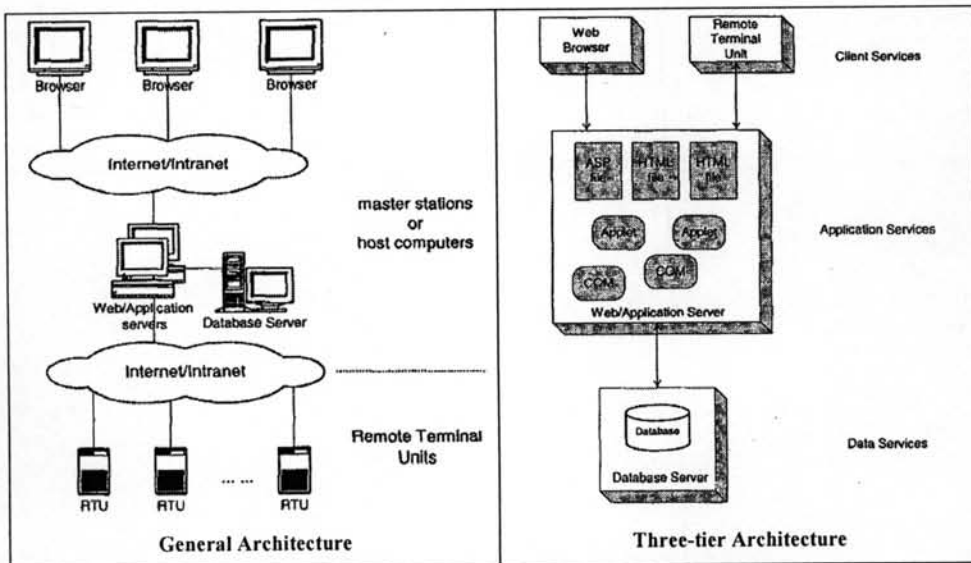 Browser
Browser
Browser
Internet/Intranet
master stations
or
host computers
Web/Application
servers
Database Server
Internet/Intranet
Remote Terminal
Units
RTU
RTU
... ...
RTU
General Architecture
Web
Browser
Remote
Terminal
Unit
Client Services
ASP
file
HTML
file
HTML
file
Application Services
Applet
Applet
COM
COM
Web/Application Server
Database
Data Services
Database Server
Three-tier Architecture